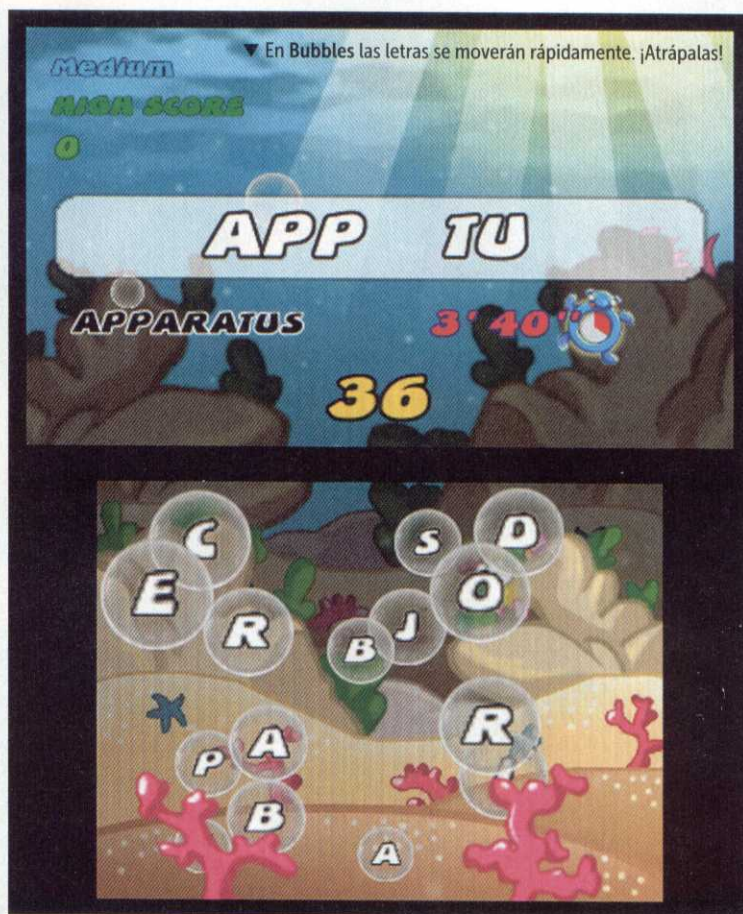 ▼ En Bubbles las letras se moverán rápidamente. ¡Atrápalas!
Medium
HIGH SCORE
0
APP TU
APPARATUS 3'40"
36
C S D
E O
R B J
R
P A
B
A